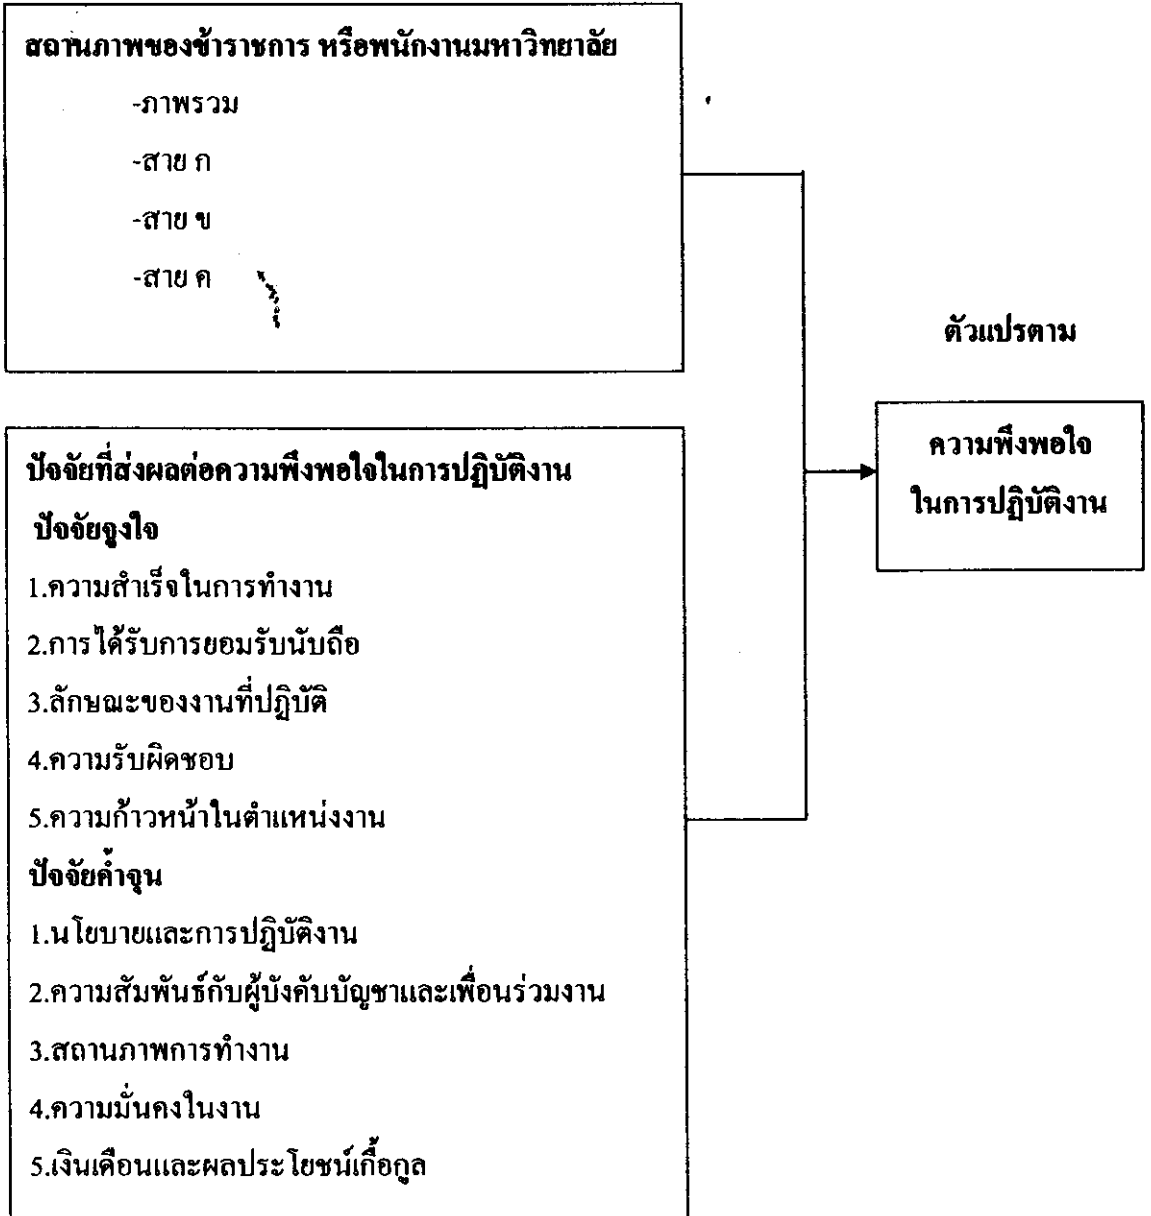 สถานภาพของข้าราชการ หรือพนักงานมหาวิทยาลัย
-ภาพรวม
-สาย ก
-สาย ข
-สาย ค
ปัจจัยที่ส่งผลต่อความพึงพอใจในการปฏิบัติงาน
ปัจจัยจูงใจ
1.ความสำเร็จในการทำงาน
2.การได้รับการยอมรับนับถือ
3.ลักษณะของงานที่ปฏิบัติ
4.ความรับผิดชอบ
5.ความก้าวหน้าในตำแหน่งงาน
ปัจจัยค้ำจุน
1.นโยบายและการปฏิบัติงาน
2.ความสัมพันธ์กับผู้บังคับบัญชาและเพื่อนร่วมงาน
3.สถานภาพการทำงาน
4.ความมั่นคงในงาน
5.เงินเดือนและผลประโยชน์เกื้อกูล
ตัวแปรตาม
ความพึงพอใจ
ในการปฏิบัติงาน